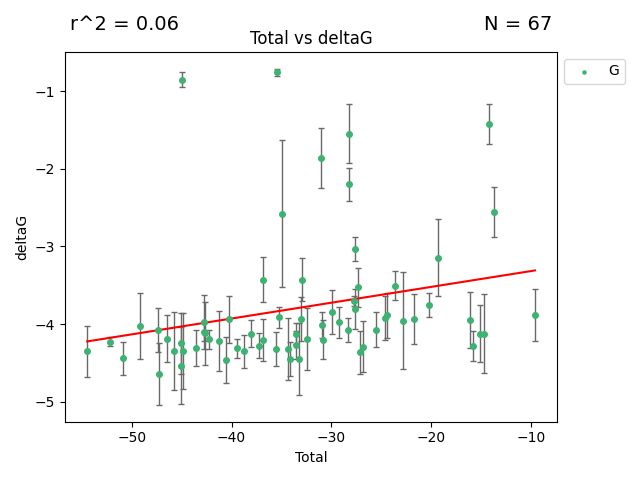 r^2 = 0.06
N = 67
Total vs deltaG
G
−1
−2
−3
−4
−5
deltaG
−50
−40
−30
−20
−10
Total